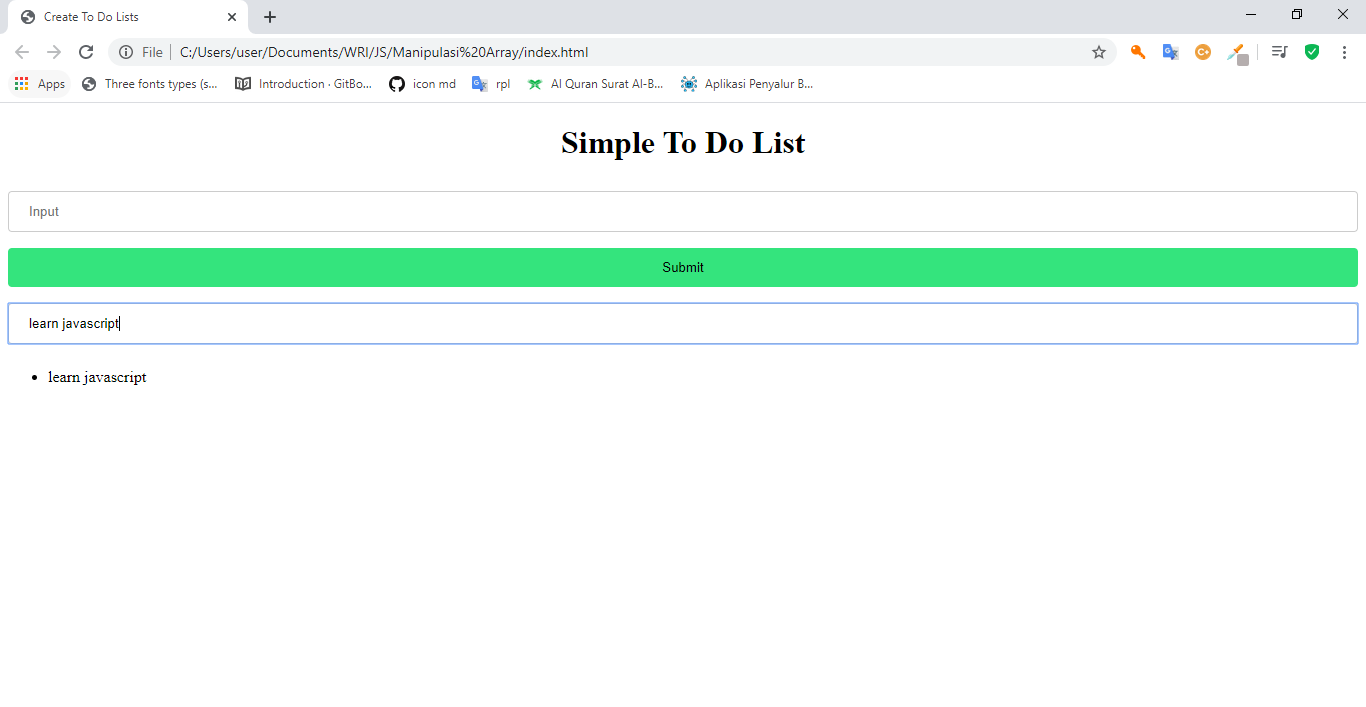 Create To Do Lists
File C:/Users/user/Documents/WRI/JS/Manipulasi%20Array/index.html
Apps Three fonts types (s... Introduction · GitBo... icon md rpl Al Quran Surat Al-B... Aplikasi Penyalur B...
Simple To Do List
Input
Submit
learn javascript
• learn javascript